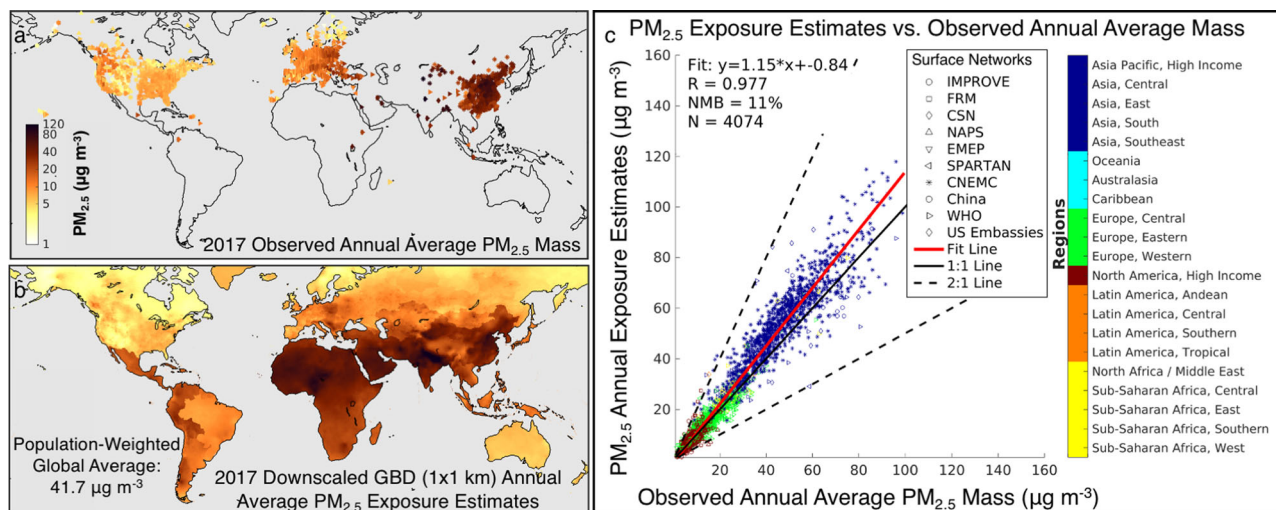 a
120
80
50
20
10
5
1
PM2.5 (µg m-3)
2017 Observed Annual Average PM2.5 Mass
b
Population-Weighted
Global Average:
41.7 µg m-3
2017 Downscaled GBD (1x1 km) Annual
Average PM2.5 Exposure Estimates
c
PM2.5 Exposure Estimates vs. Observed Annual Average Mass
Fit: y=1.15*x+-0.84
R = 0.977
NMB = 11%
N = 4074
Surface Networks
IMPROVE
FRM
CSN
NAPS
EMEP
SPARTAN
CNEMC
China
WHO
US Embassies
Fit Line
1:1 Line
2:1 Line
PM2.5 Annual Exposure Estimates (µg m-3)
160
140
120
100
80
60
40
20
20
40
60
80
100
120
140
160
Observed Annual Average PM2.5 Mass (µg m-3)
Regions
Asia Pacific, High Income
Asia, Central
Asia, East
Asia, South
Asia, Southeast
Oceania
Australasia
Caribbean
Europe, Central
Europe, Eastern
Europe, Western
North America, High Income
Latin America, Andean
Latin America, Central
Latin America, Southern
Latin America, Tropical
North Africa / Middle East
Sub-Saharan Africa, Central
Sub-Saharan Africa, East
Sub-Saharan Africa, Southern
Sub-Saharan Africa, West